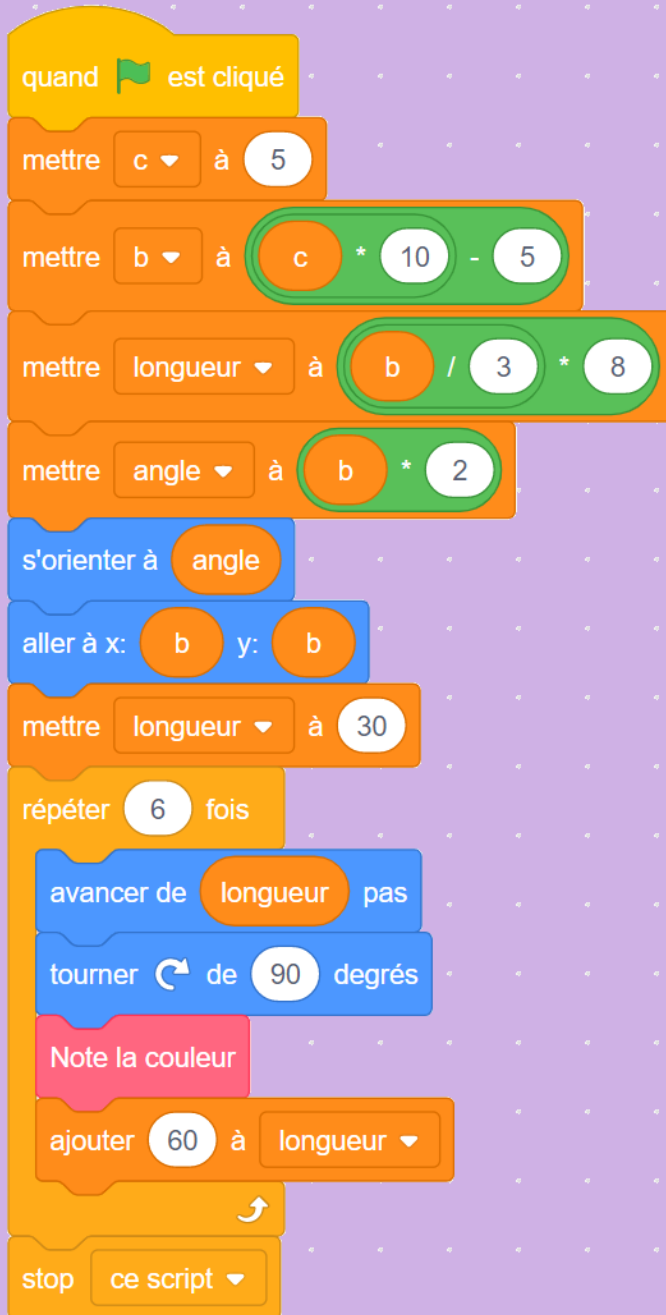 quand est cliqué
mettre c à 5
mettre b à c * 10 - 5
mettre longueur à b / 3 * 8
mettre angle à b * 2
s'orienter à angle
aller à x: b y: b
mettre longueur à 30
répéter 6 fois
avancer de longueur pas
tourner de 90 degrés
Note la couleur
ajouter 60 à longueur
stop ce script